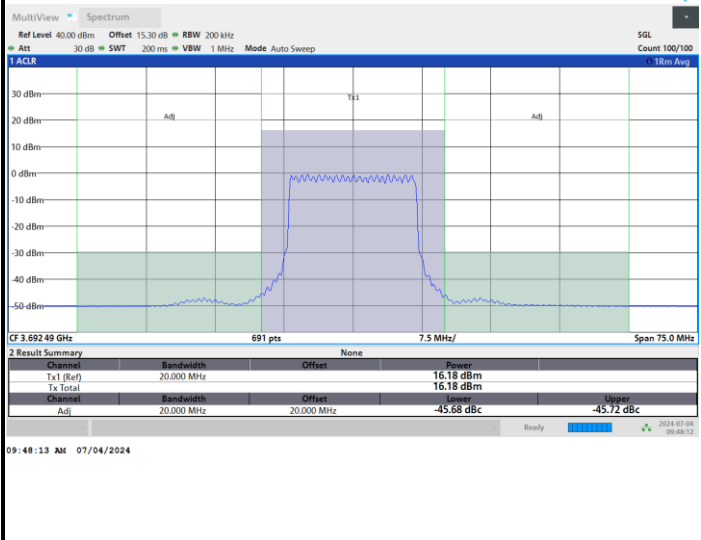 MultiView Spectrum
Ref Level 40.00 dBm Offset 15.30 dB RBW 200 kHz SGL
Att 30 dB SWT 200 ms VBW 1 MHz Mode Auto Sweep Count 100/100
1 ACLR 1Rm Avg
30 dBm
Tx1
Adj Adj
20 dBm
10 dBm
0 dBm
-10 dBm
-20 dBm
-30 dBm
-40 dBm
-50 dBm
CF 3.692 49 GHz 691 pts 7.5 MHz/ Span 75.0 MHz
2 Result Summary None
Channel Bandwidth Offset Power
Tx1 (Ref) 20.000 MHz 16.18 dBm
Tx Total 16.18 dBm
Channel Bandwidth Offset Lower Upper
Adj 20.000 MHz 20.000 MHz -45.68 dBc -45.72 dBc
Ready 2024-07-04
09:48:12
09:48:13 AM 07/04/2024